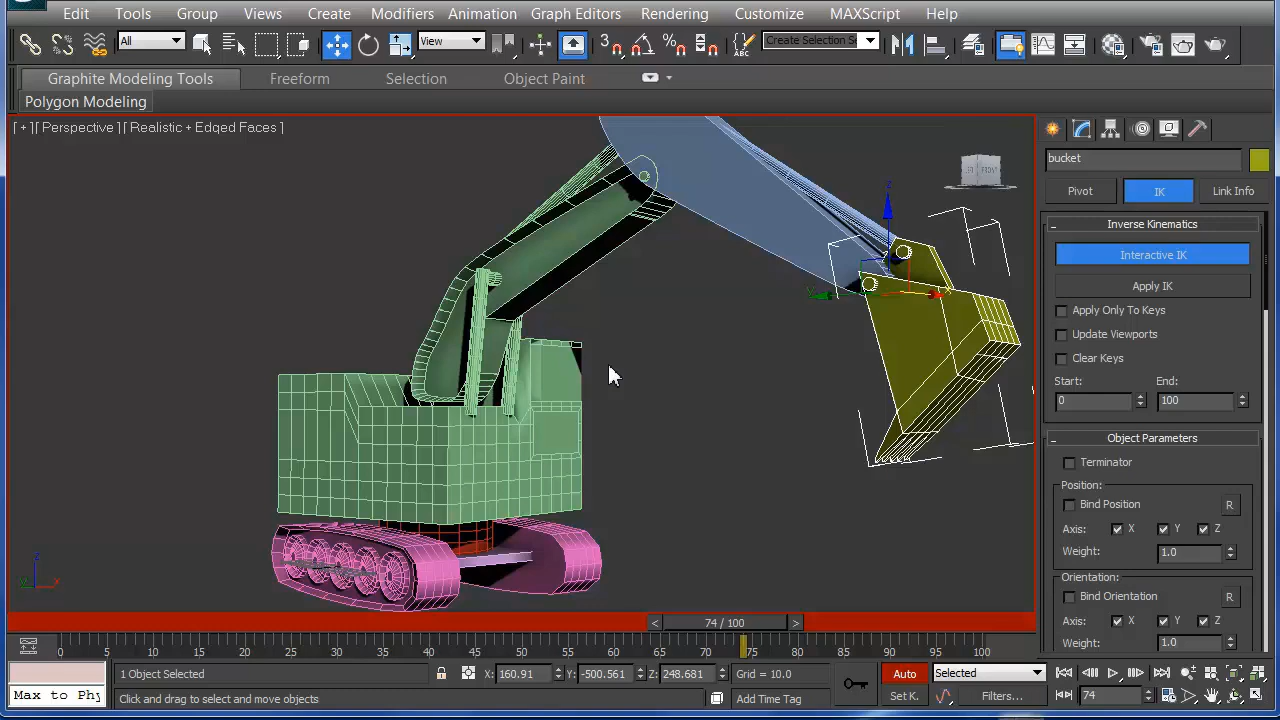 Edit Tools Group Views Create Modifiers Animation Graph Editors Rendering Customize MAXScript Help
All View 3 Create Selection Se
Graphite Modeling Tools Freeform Selection Object Paint
Polygon Modeling
[ + ] [ Perspective ] [ Realistic + Edged Faces ]
bucket
Pivot IK Link Info
Inverse Kinematics
Interactive IK
Apply IK
Apply Only To Keys
Update Viewports
Clear Keys
Start: End:
0 100
Object Parameters
Terminator
Position:
Bind Position R
Axis: X Y Z
Weight: 1.0
Orientation:
Bind Orientation R
Axis: X Y Z
Weight: 1.0
z
y
x
z
y x
< 74 / 100 >
0 5 10 15 20 25 30 35 40 45 50 55 60 65 70 75 80 85 90 95 100
1 Object Selected X: 160.91 Y: -500.561 Z: 248.681 Grid = 10.0 Auto Selected
Max to Phy Click and drag to select and move objects Add Time Tag Set K. Filters... 74